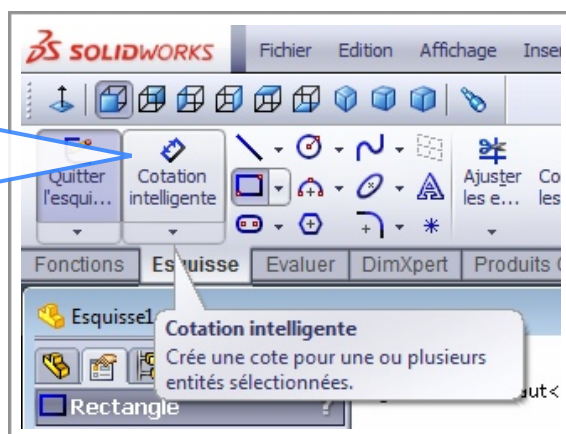 SOLIDWORKS Fichier Edition Affichage
Quitter l'esqui...
Cotation intelligente
Ajuster les e...
Fonctions Esquisse Evaluer DimXpert Produits
Esquisse1
Cotation intelligente
Crée une cote pour une ou plusieurs
entités sélectionnées.
Rectangle ?